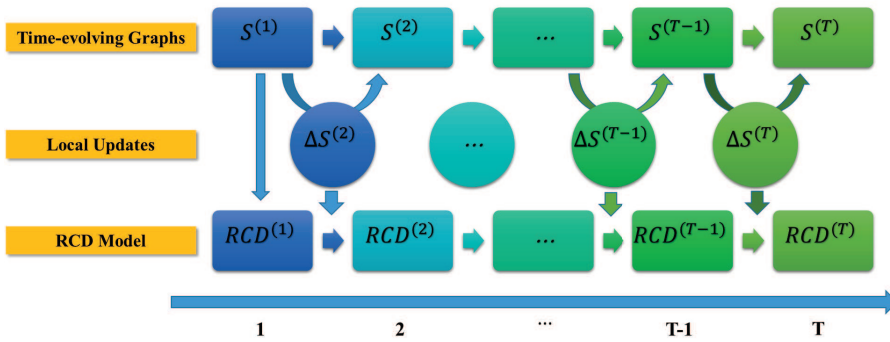 Time-evolving Graphs S^(1) S^(2) ... S^(T−1) S^(T)
Local Updates ΔS^(2) ... ΔS^(T−1) ΔS^(T)
RCD Model RCD^(1) RCD^(2) ... RCD^(T−1) RCD^(T)
1 2 ... T-1 T